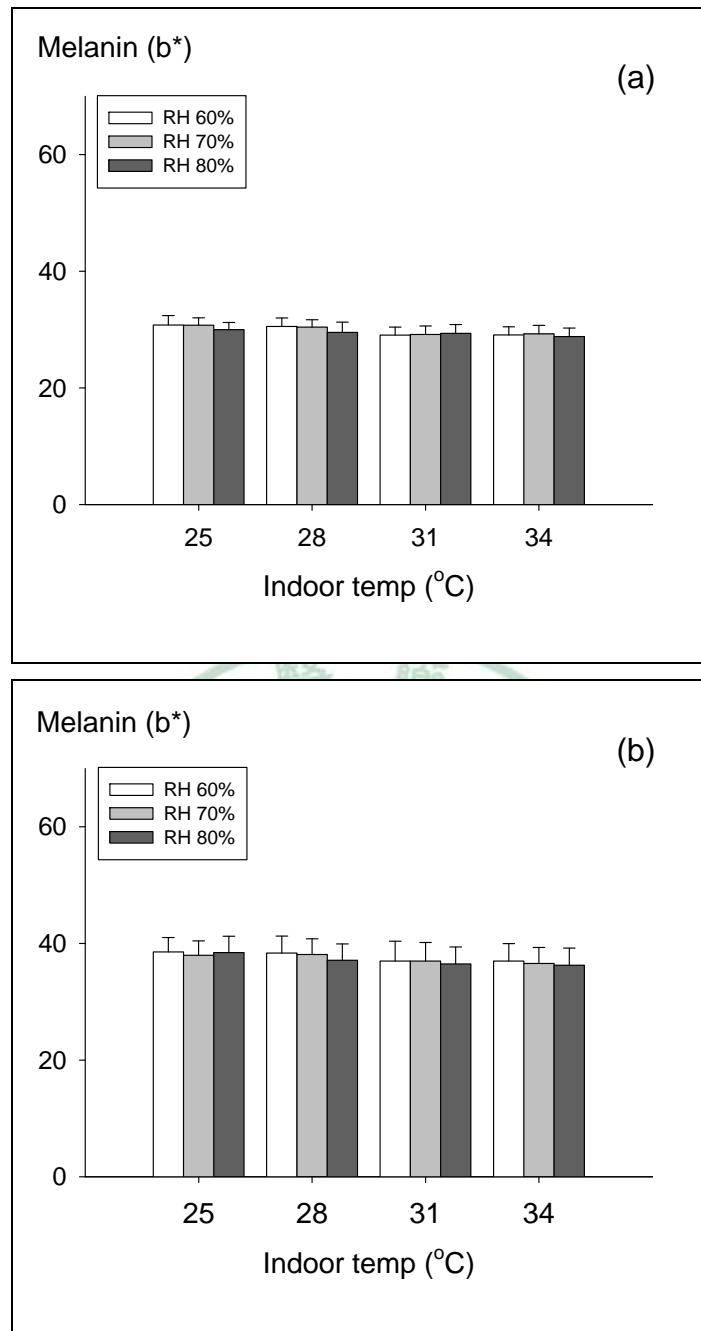 Melanin (b*)
(a)
RH 60%
RH 70%
RH 80%
60
40
20
0
25 28 31 34
Indoor temp (°C)
Melanin (b*)
(b)
RH 60%
RH 70%
RH 80%
60
40
20
0
25 28 31 34
Indoor temp (°C)